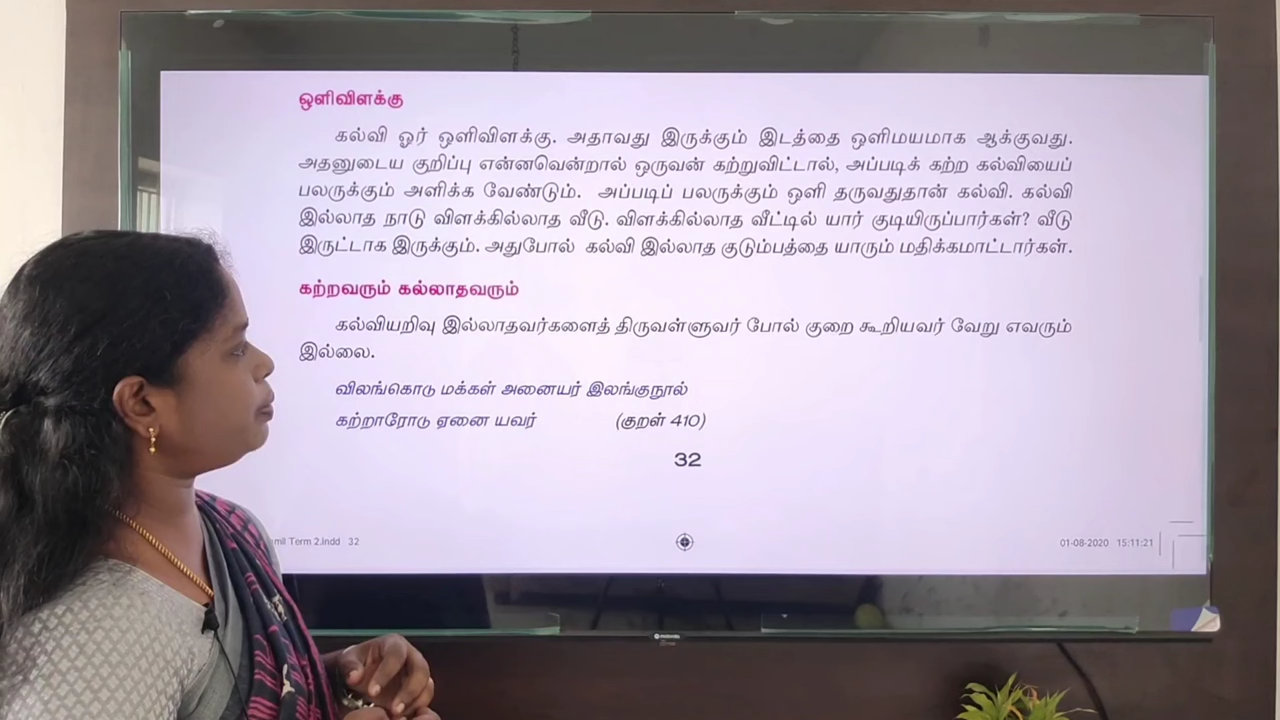 ஒளிவிளக்கு
கல்வி ஓர் ஒளிவிளக்கு. அதாவது இருக்கும் இடத்தை ஒளிமயமாக ஆக்குவது.
அதனுடைய குறிப்பு என்னவென்றால் ஒருவன் கற்றுவிட்டால், அப்படிக் கற்ற கல்வியைப்
பலருக்கும் அளிக்க வேண்டும். அப்படிப் பலருக்கும் ஒளி தருவதுதான் கல்வி. கல்வி
இல்லாத நாடு விளக்கில்லாத வீடு. விளக்கில்லாத வீட்டில் யார் குடியிருப்பார்கள்? வீடு
இருட்டாக இருக்கும். அதுபோல் கல்வி இல்லாத குடும்பத்தை யாரும் மதிக்கமாட்டார்கள்.
கற்றவரும் கல்லாதவரும்
கல்வியறிவு இல்லாதவர்களைத் திருவள்ளுவர் போல் குறை கூறியவர் வேறு எவரும்
இல்லை.
விலங்கொடு மக்கள் அனையர் இலங்குநூல்
கற்றாரோடு ஏனை யவர் (குறள் 410)
32
mil Term 2.indd 32 01-08-2020 15:11:21
motorola